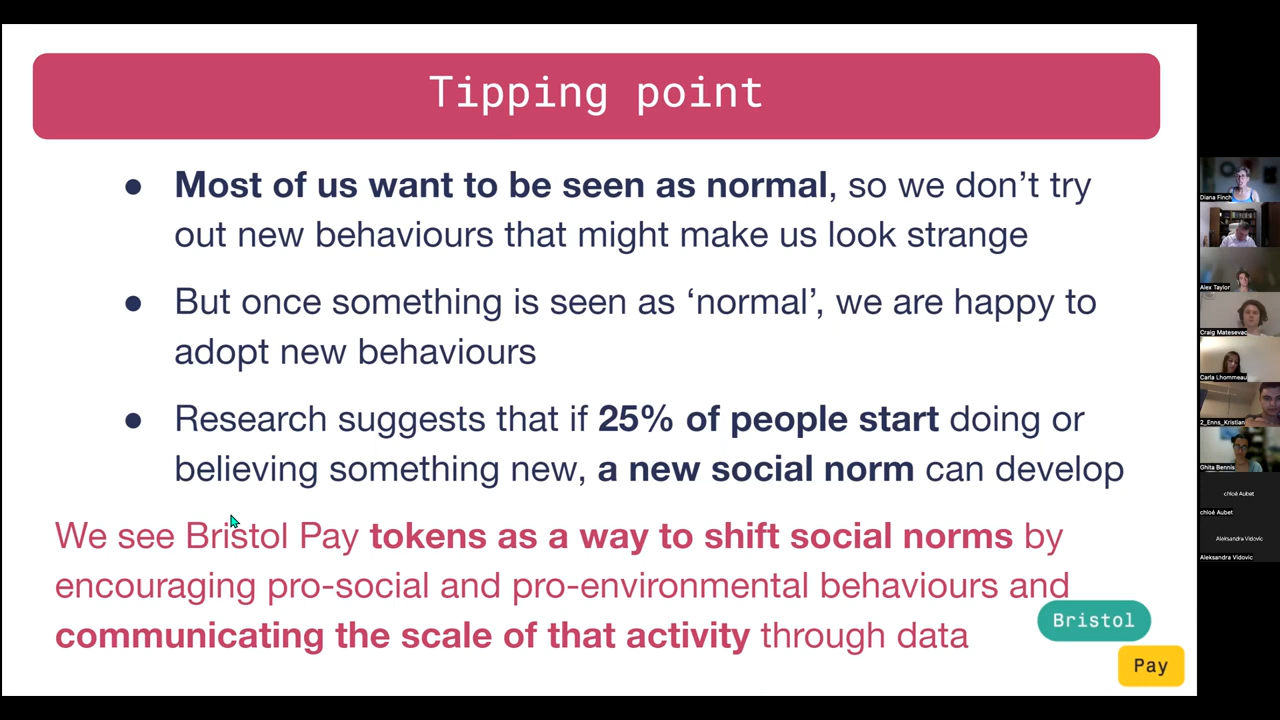 Tipping point
● Most of us want to be seen as normal, so we don’t try
out new behaviours that might make us look strange
● But once something is seen as ‘normal’, we are happy to
adopt new behaviours
● Research suggests that if 25% of people start doing or
believing something new, a new social norm can develop
We see Bristol Pay tokens as a way to shift social norms by
encouraging pro-social and pro-environmental behaviours and
communicating the scale of that activity through data
Bristol
Pay
Diana Finch
Alex Taylor
Craig Matesevac
Carla Lhommeau
2_Enns_Kristian
Ghita Bennis
chloé Aubet
chloé Aubet
Aleksandra Vidovic
Aleksandra Vidovic